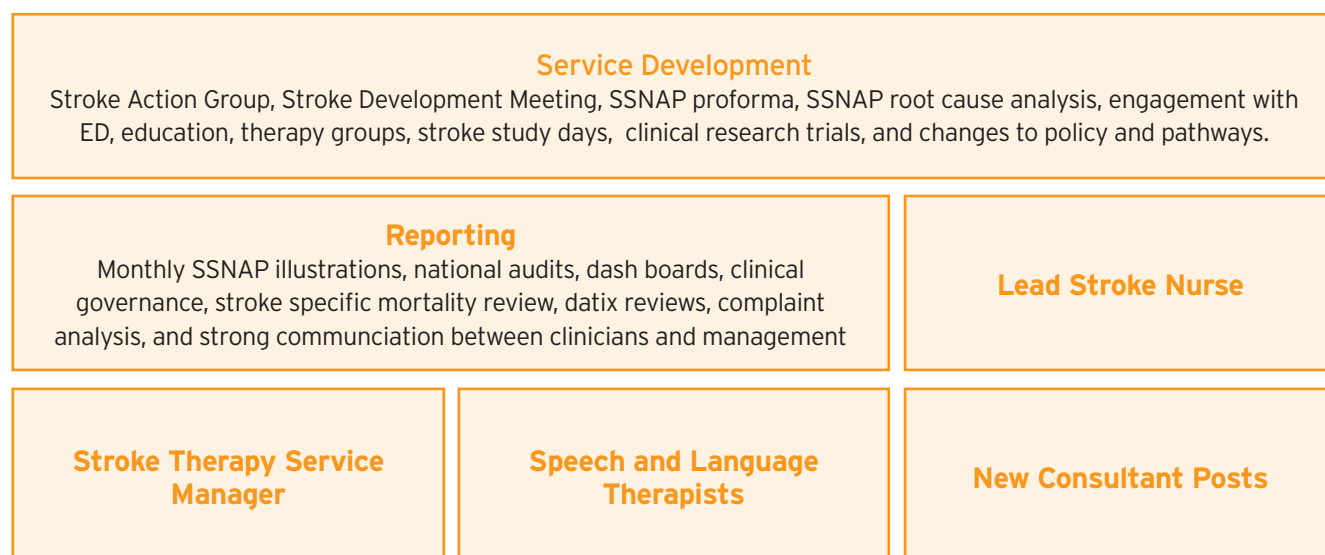 Service Development
Stroke Action Group, Stroke Development Meeting, SSNAP proforma, SSNAP root cause analysis, engagement with
ED, education, therapy groups, stroke study days, clinical research trials, and changes to policy and pathways.
Reporting
Monthly SSNAP illustrations, national audits, dash boards, clinical
governance, stroke specific mortality review, datix reviews, complaint
analysis, and strong communciation between clinicians and management
Lead Stroke Nurse
Stroke Therapy Service
Manager
Speech and Language
Therapists
New Consultant Posts